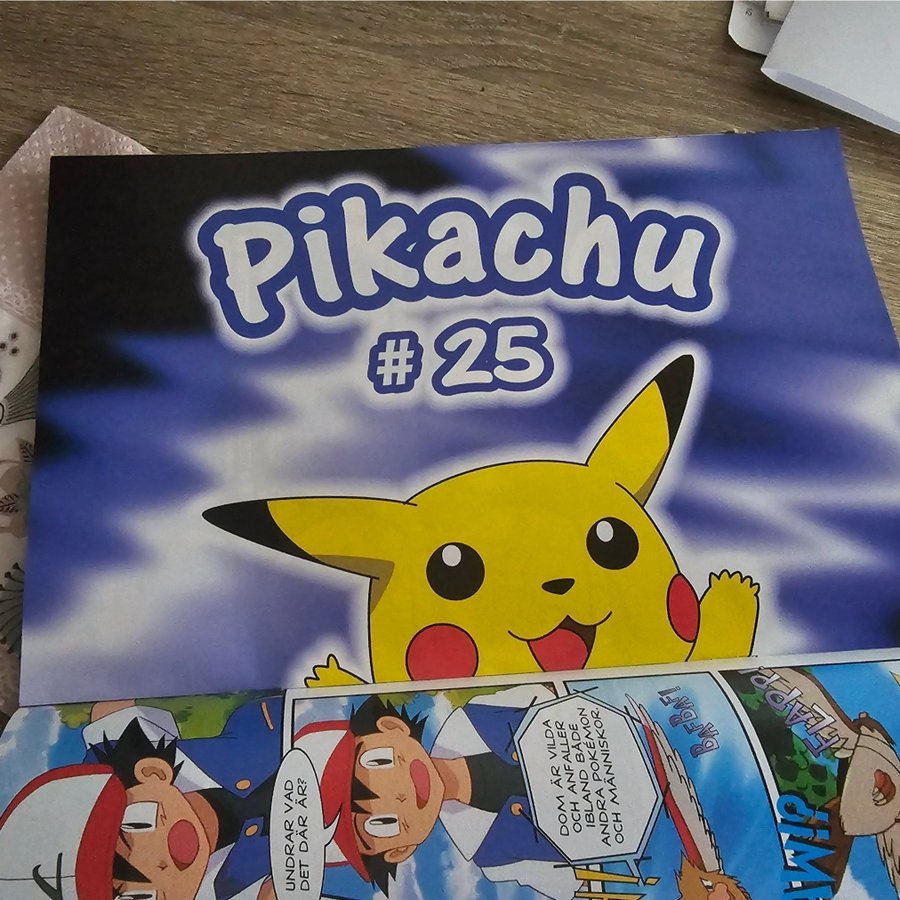 Pikachu
# 25
UNDRAR VAD
DET DÄR ÄR?
DOM ÄR VILDA
OCH ANFALLER
IBLAND BÅDE
ANDRA POKÉMON
OCH MÄNNISKOR.
BAFBAF!
FLAPP